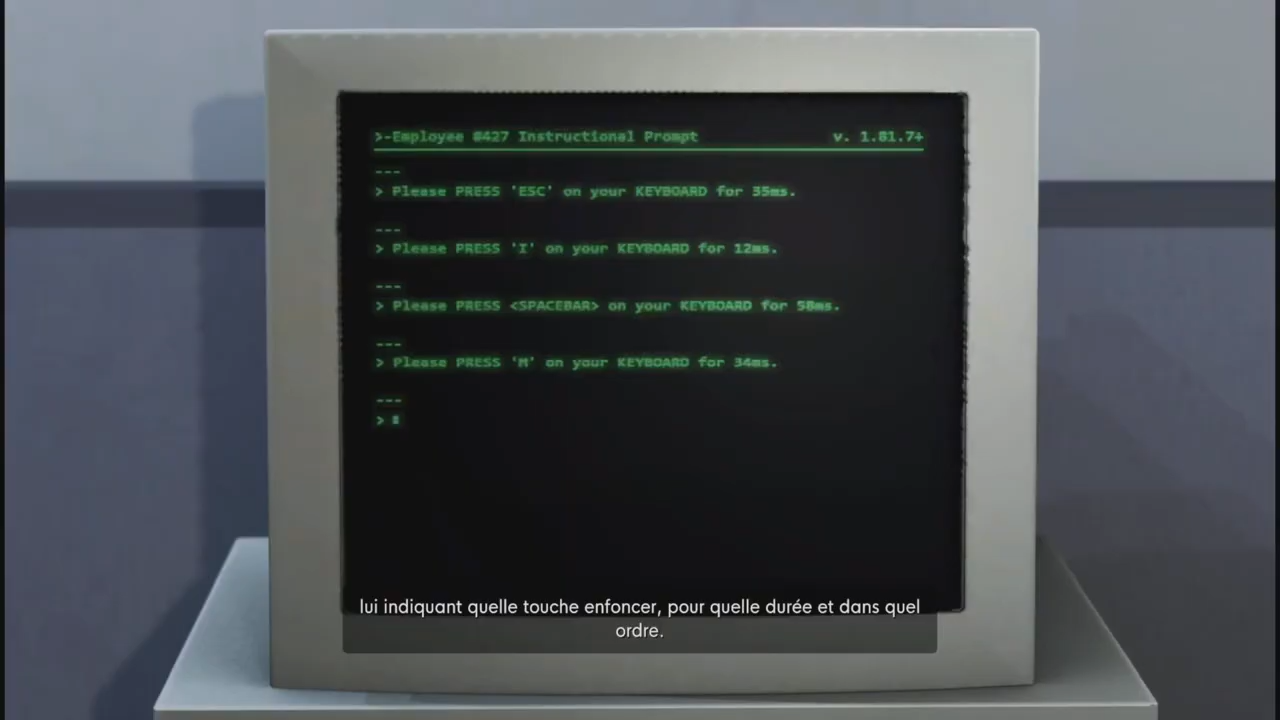 >-Employee #427 Instructional Prompt v. 1.81.7+
---
> Please PRESS 'ESC' on your KEYBOARD for 35ms.
---
> Please PRESS 'I' on your KEYBOARD for 12ms.
---
> Please PRESS <SPACEBAR> on your KEYBOARD for 58ms.
---
> Please PRESS 'M' on your KEYBOARD for 34ms.
---
>
lui indiquant quelle touche enfoncer, pour quelle durée et dans quel
ordre.